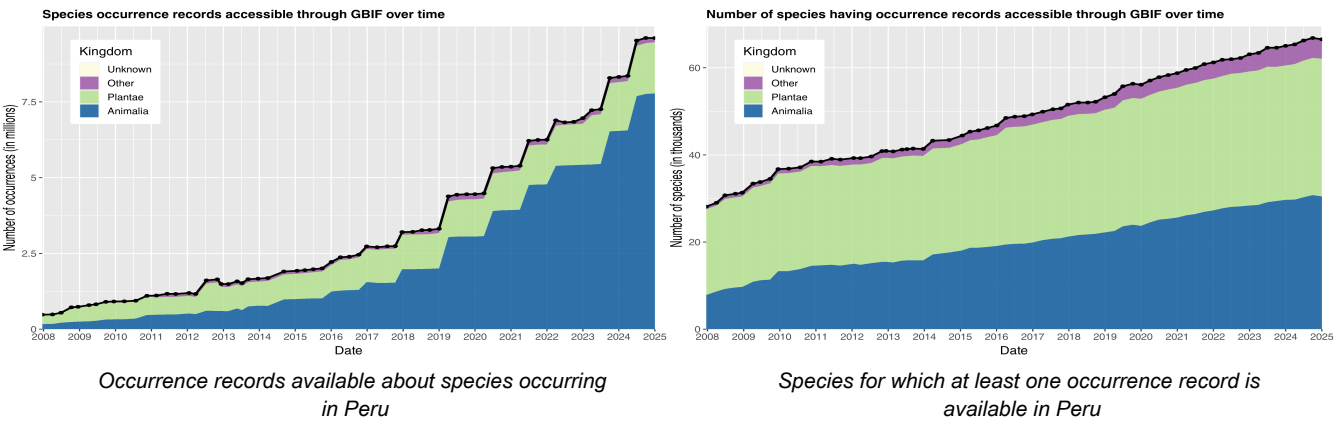 Species occurrence records accessible through GBIF over time
Number of occurrences (in millions)
Kingdom
Unknown
Other
Plantae
Animalia
7.5
5
2.5
0
2008 2009 2010 2011 2012 2013 2014 2015 2016 2017 2018 2019 2020 2021 2022 2023 2024 2025
Date
Occurrence records available about species occurring
in Peru
Number of species having occurrence records accessible through GBIF over time
Number of species (in thousands)
Kingdom
Unknown
Other
Plantae
Animalia
60
40
20
0
2008 2009 2010 2011 2012 2013 2014 2015 2016 2017 2018 2019 2020 2021 2022 2023 2024 2025
Date
Species for which at least one occurrence record is
available in Peru